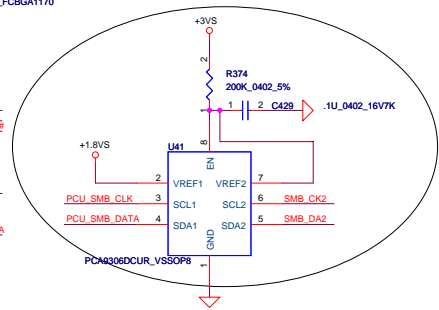 _FCBGA1170
+3VS
2
R374
200K_0402_5%
1
1
2
C429
.1U_0402_16V7K
+1.8VS
U41
8
EN
2
VREF1
VREF2
7
PCU_SMB_CLK
3
SCL1
SCL2
6
SMB_CK2
PCU_SMB_DATA
4
SDA1
SDA2
5
SMB_DA2
GND
1
PCA9306DCUR_VSSOP8